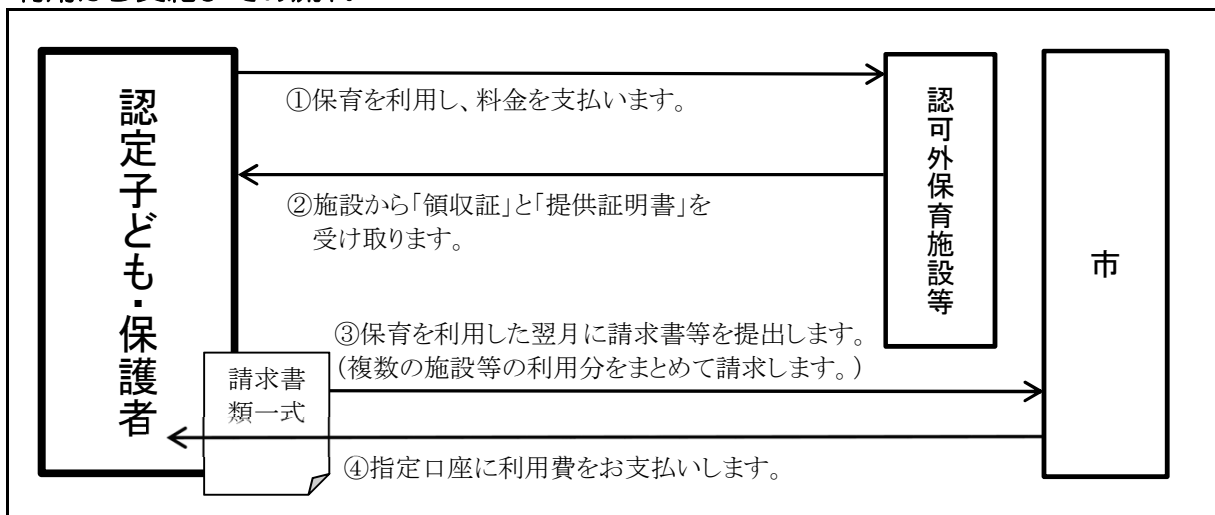 認定子ども・保護者
①保育を利用し、料金を支払います。
②施設から「領収証」と「提供証明書」を
受け取ります。
③保育を利用した翌月に請求書等を提出します。
(複数の施設等の利用分をまとめて請求します。)
請求書
類一式
④指定口座に利用費をお支払いします。
認可外保育施設等
市